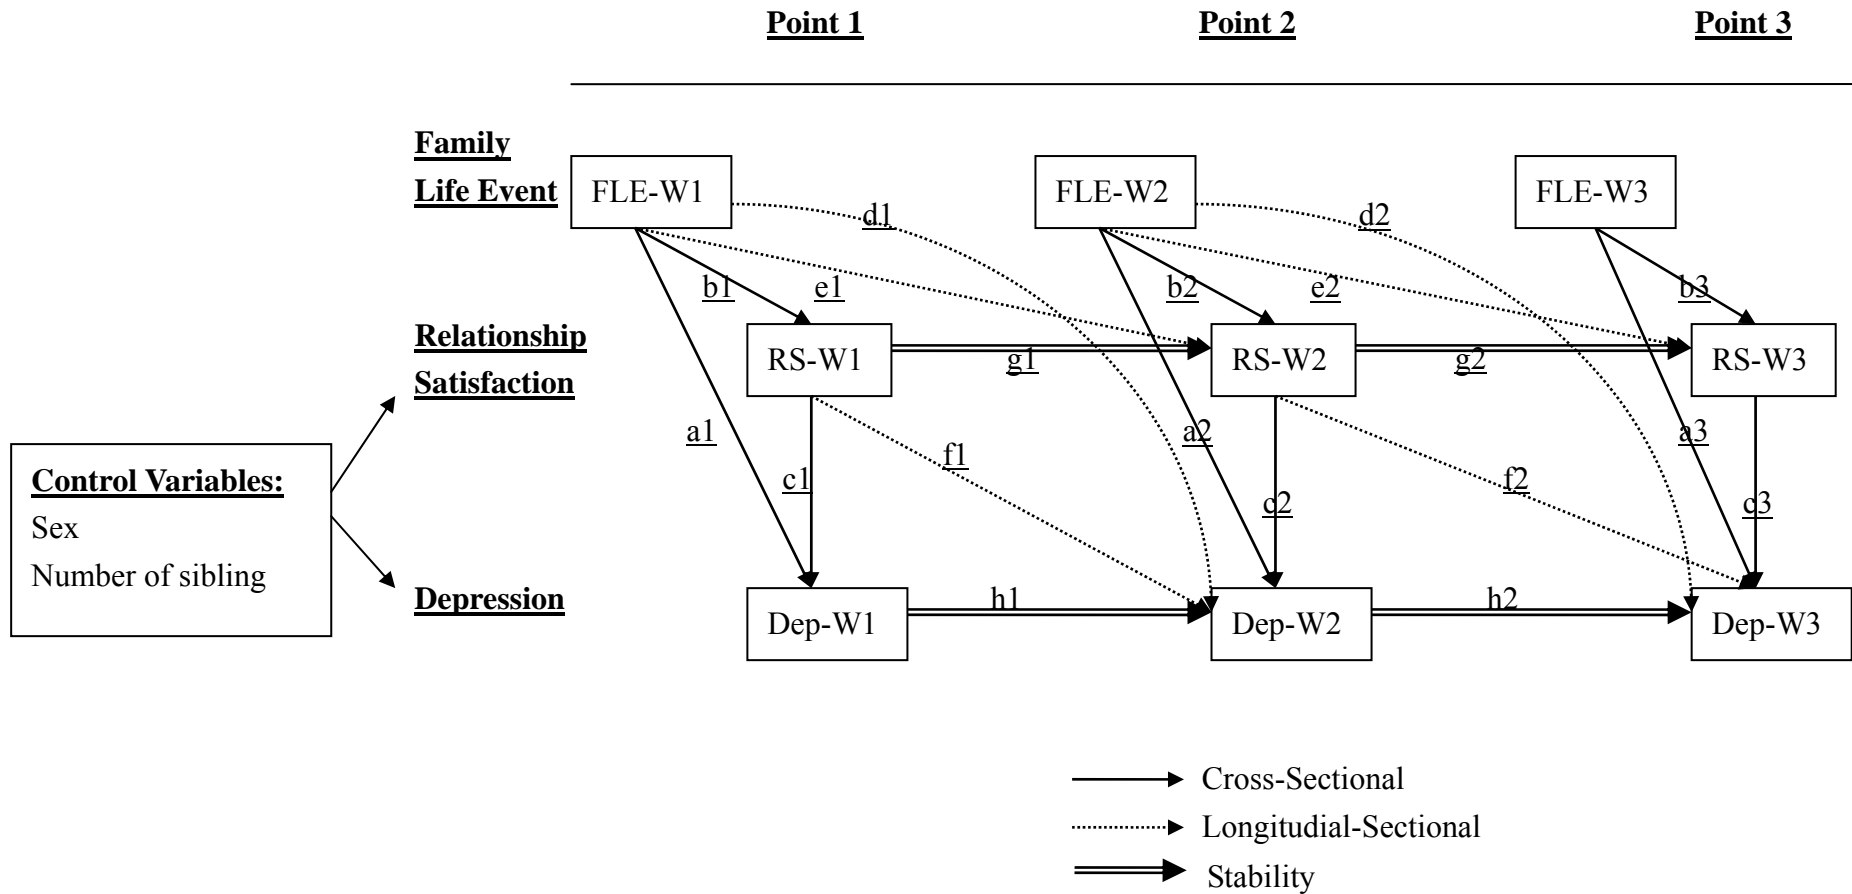 Point 1 Point 2 Point 3
Family
Life Event
FLE-W1 FLE-W2 FLE-W3
d1 d2
b1 e1 b2 e2 b3
Relationship
Satisfaction
RS-W1 g1 RS-W2 g2 RS-W3
a1 f1 a2 f2 a3
c1 c2 c3
Control Variables:
Sex
Number of sibling
Depression
Dep-W1 h1 Dep-W2 h2 Dep-W3
Cross-Sectional
Longitudial-Sectional
Stability